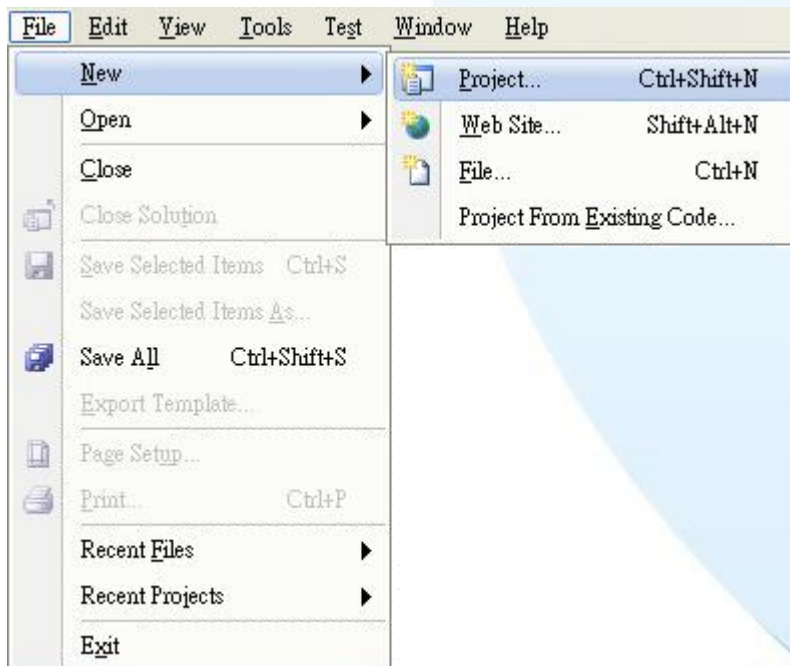 File Edit View Tools Test Window Help
New
Open
Close
Close Solution
Save Selected Items Ctrl+S
Save Selected Items As...
Save All Ctrl+Shift+S
Export Template...
Page Setup...
Print... Ctrl+P
Recent Files
Recent Projects
Exit
Project... Ctrl+Shift+N
Web Site... Shift+Alt+N
File... Ctrl+N
Project From Existing Code...